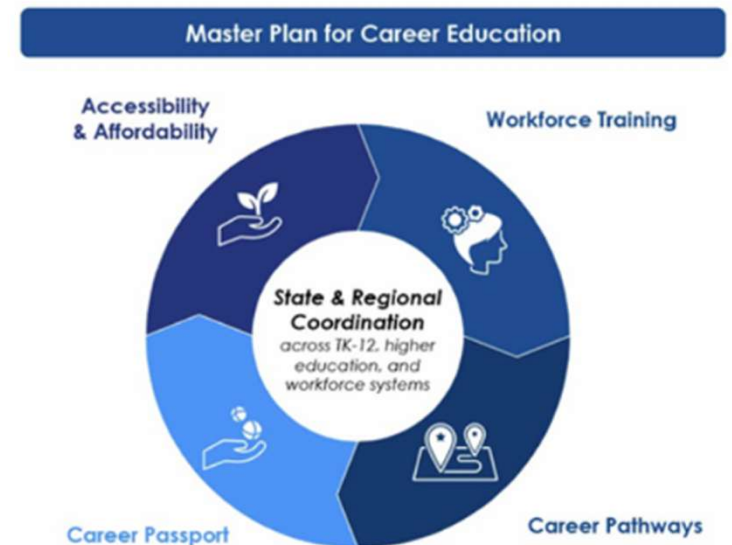 Master Plan for Career Education
Accessibility
& Affordability
Workforce Training
State & Regional
Coordination
across TK-12, higher
education, and
workforce systems
Career Passport
Career Pathways